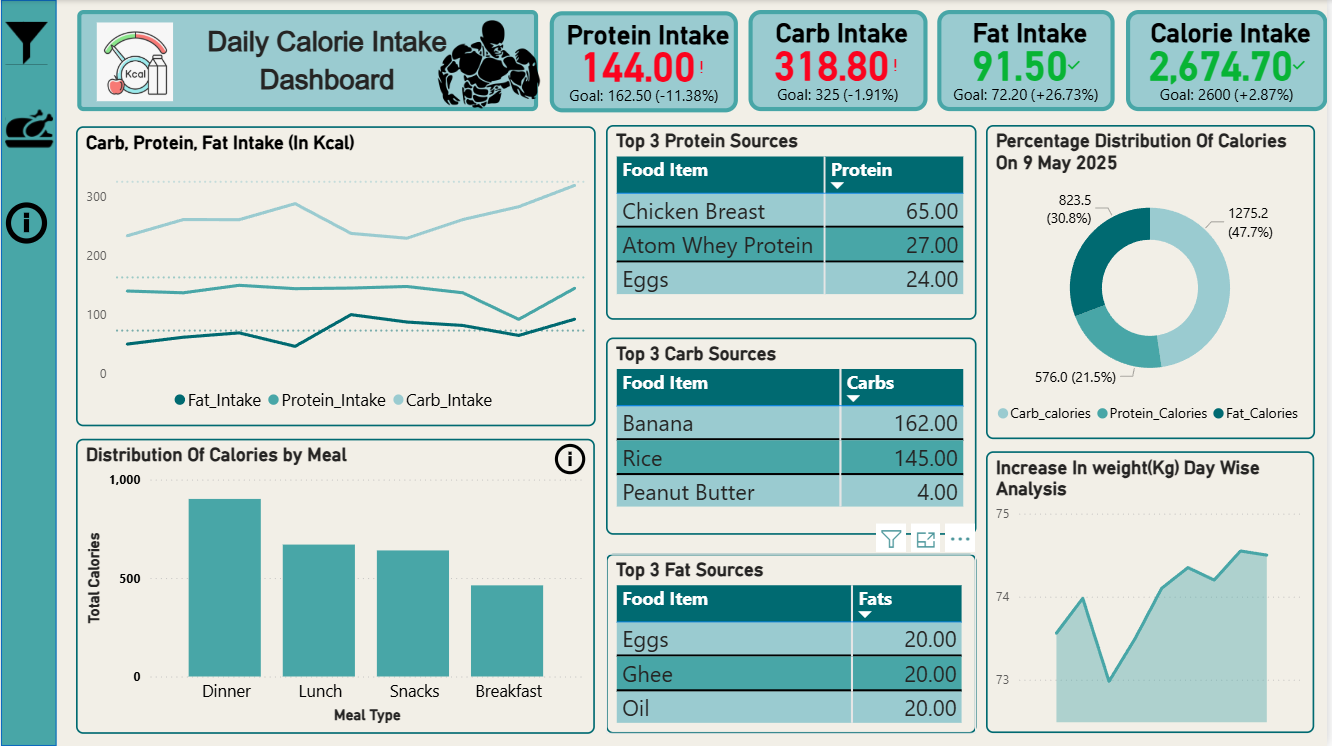 Kcal
Daily Calorie Intake
Dashboard
Protein Intake
144.00!
Goal: 162.50 (-11.38%)
Carb Intake
318.80!
Goal: 325 (-1.91%)
Fat Intake
91.50
Goal: 72.20 (+26.73%)
Calorie Intake
2,674.70
Goal: 2600 (+2.87%)
Carb, Protein, Fat Intake (In Kcal)
300
200
100
0
Fat_Intake Protein_Intake Carb_Intake
Distribution Of Calories by Meal
i
Total Calories
1,000
500
0
Dinner Lunch Snacks Breakfast
Meal Type
Top 3 Protein Sources
Food Item Protein
Chicken Breast 65.00
Atom Whey Protein 27.00
Eggs 24.00
Top 3 Carb Sources
Food Item Carbs
Banana 162.00
Rice 145.00
Peanut Butter 4.00
Top 3 Fat Sources
Food Item Fats
Eggs 20.00
Ghee 20.00
Oil 20.00
Percentage Distribution Of Calories
On 9 May 2025
823.5
(30.8%)
1275.2
(47.7%)
576.0 (21.5%)
Carb_calories Protein_Calories Fat_Calories
Increase In weight(Kg) Day Wise
Analysis
75
74
73
i